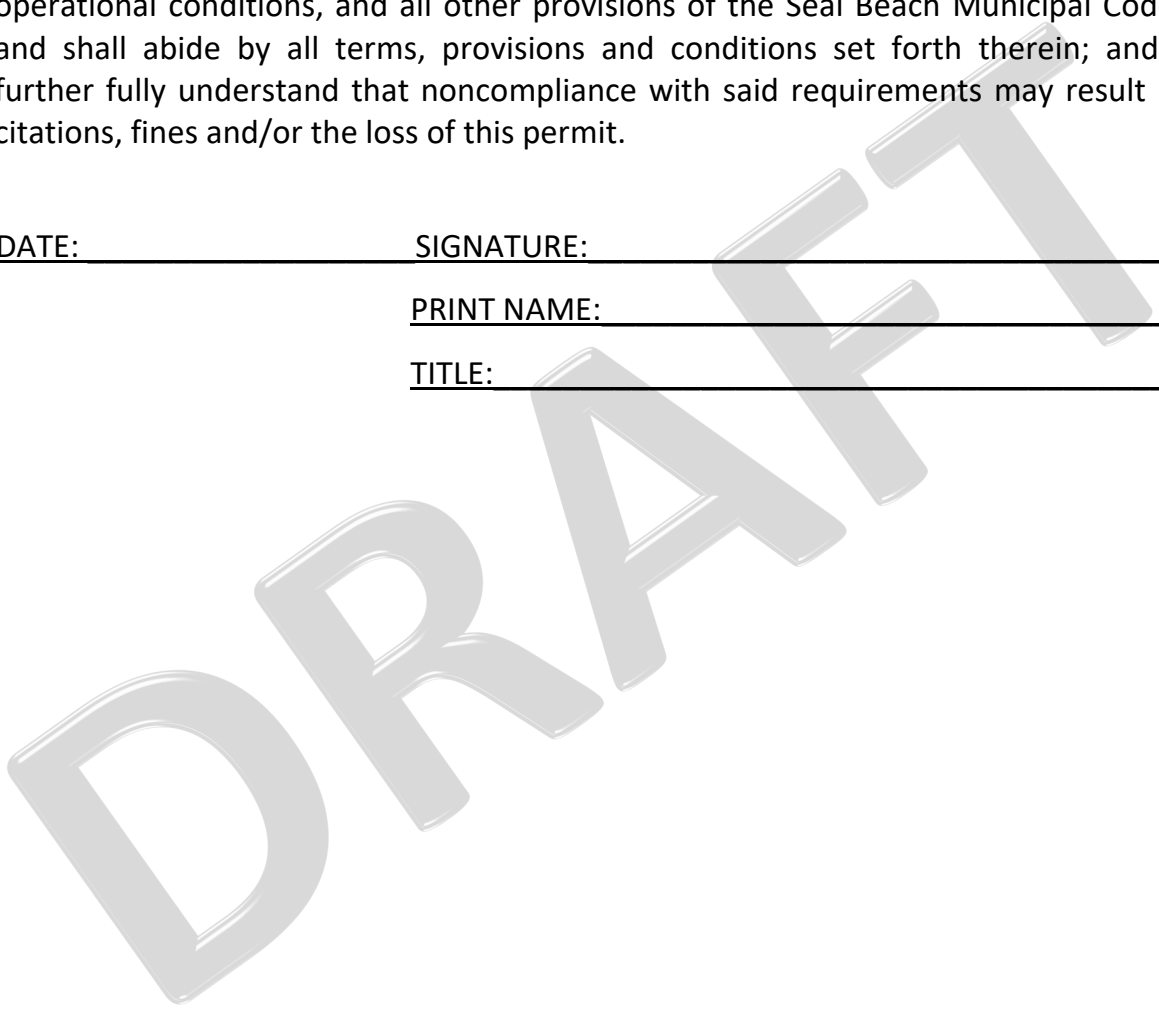 operational conditions, and all other provisions of the Seal Beach Municipal Cod
and shall abide by all terms, provisions and conditions set forth therein; and
further fully understand that noncompliance with said requirements may result
citations, fines and/or the loss of this permit.
DATE: SIGNATURE:
PRINT NAME:
TITLE:
DRAFT